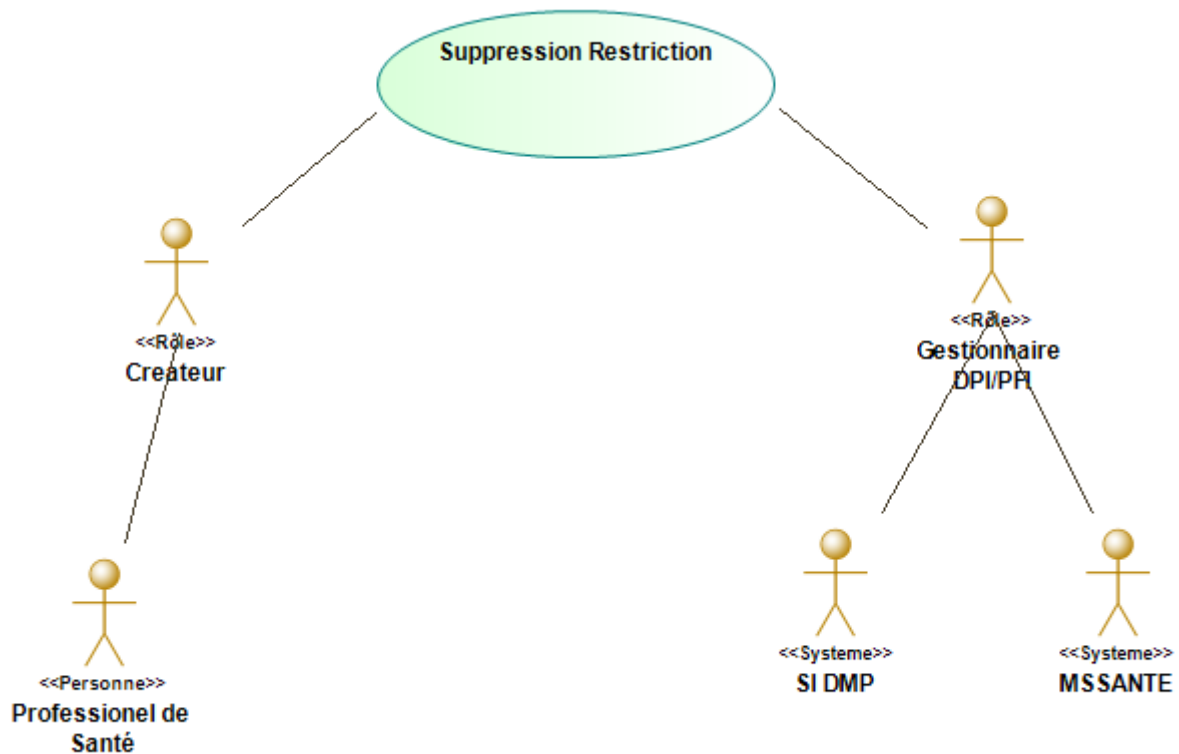 Suppression Restriction
<<Rôle>>
Createur
<<Rôle>>
Gestionnaire
DPI/PFI
<<Personne>>
Professionel de
Santé
<<Systeme>>
SI DMP
<<Systeme>>
MSSANTE